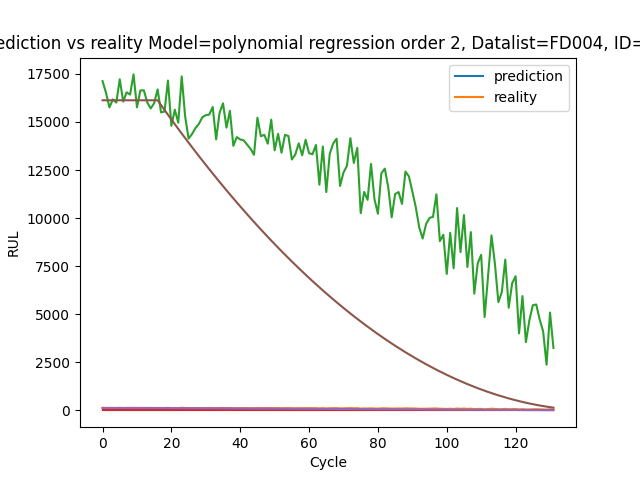 ediction vs reality Model=polynomial regression order 2, Datalist=FD004, ID=
prediction
reality
RUL
17500
15000
12500
10000
7500
5000
2500
0
0 20 40 60 80 100 120
Cycle